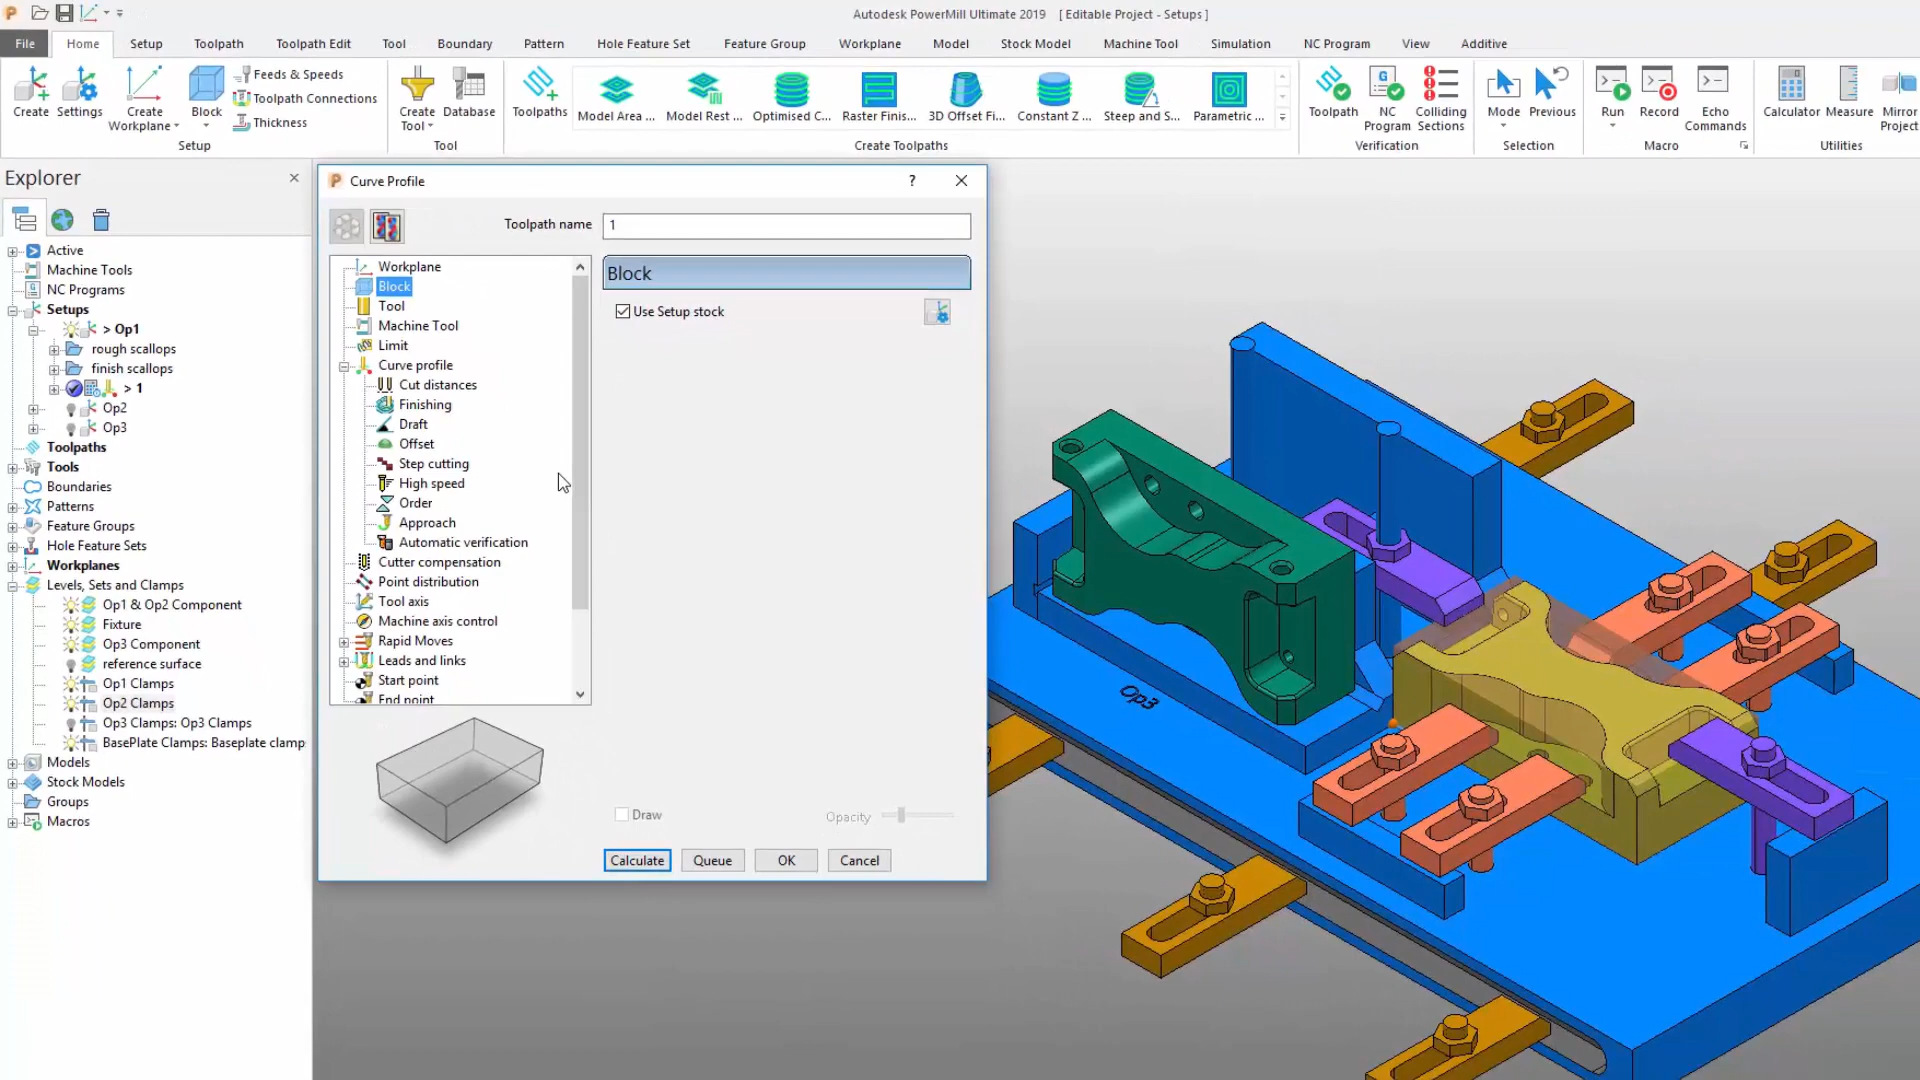 Autodesk PowerMill Ultimate 2019 [ Editable Project - Setups ]
File Home Setup Toolpath Toolpath Edit Tool Boundary Pattern Hole Feature Set Feature Group Workplane Model Stock Model Machine Tool Simulation NC Program View Additive
Create
Settings
Create
Workplane
Block
Feeds & Speeds
Toolpath Connections
Thickness
Setup
Create
Tool
Database
Tool
Toolpaths
Model Area ...
Model Rest ...
Optimised C...
Raster Finis...
3D Offset Fi...
Constant Z ...
Steep and S...
Parametric ...
Create Toolpaths
Toolpath
NC
Program
Colliding
Sections
Verification
Mode
Previous
Selection
Run
Record
Echo
Commands
Macro
Calculator
Measure
Mirror
Project
Utilities
Explorer
Active
Machine Tools
NC Programs
Setups
> Op1
rough scallops
finish scallops
> 1
Op2
Op3
Toolpaths
Tools
Boundaries
Patterns
Feature Groups
Hole Feature Sets
Workplanes
Levels, Sets and Clamps
Op1 & Op2 Component
Fixture
Op3 Component
reference surface
Op1 Clamps
Op2 Clamps
Op3 Clamps: Op3 Clamps
BasePlate Clamps: Baseplate clamp
Models
Stock Models
Groups
Macros
Curve Profile
?
Toolpath name 1
Workplane
Block
Tool
Machine Tool
Limit
Curve profile
Cut distances
Finishing
Draft
Offset
Step cutting
High speed
Order
Approach
Automatic verification
Cutter compensation
Point distribution
Tool axis
Machine axis control
Rapid Moves
Leads and links
Start point
End point
Block
Use Setup stock
Draw
Opacity
Calculate
Queue
OK
Cancel
Op3